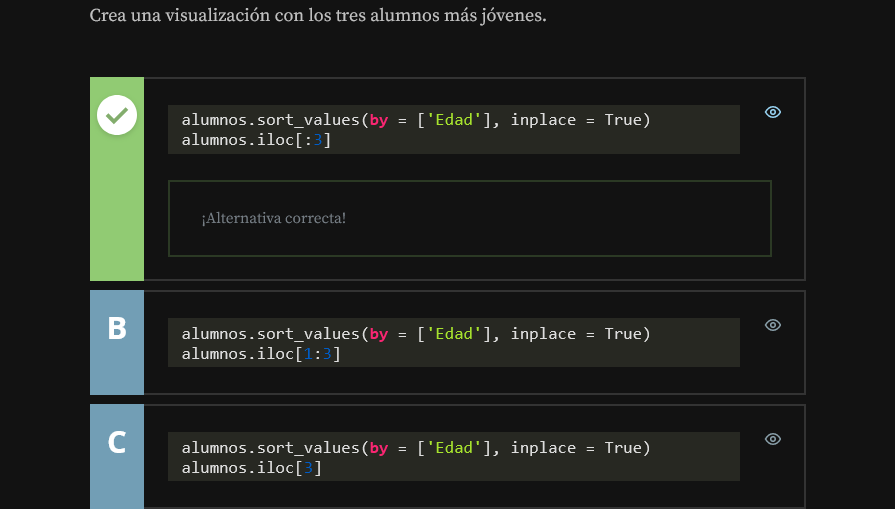 Crea una visualización con los tres alumnos más jóvenes.
alumnos.sort_values(by = ['Edad'], inplace = True)
alumnos.iloc[:3]
¡Alternativa correcta!
B
alumnos.sort_values(by = ['Edad'], inplace = True)
alumnos.iloc[1:3]
C
alumnos.sort_values(by = ['Edad'], inplace = True)
alumnos.iloc[3]